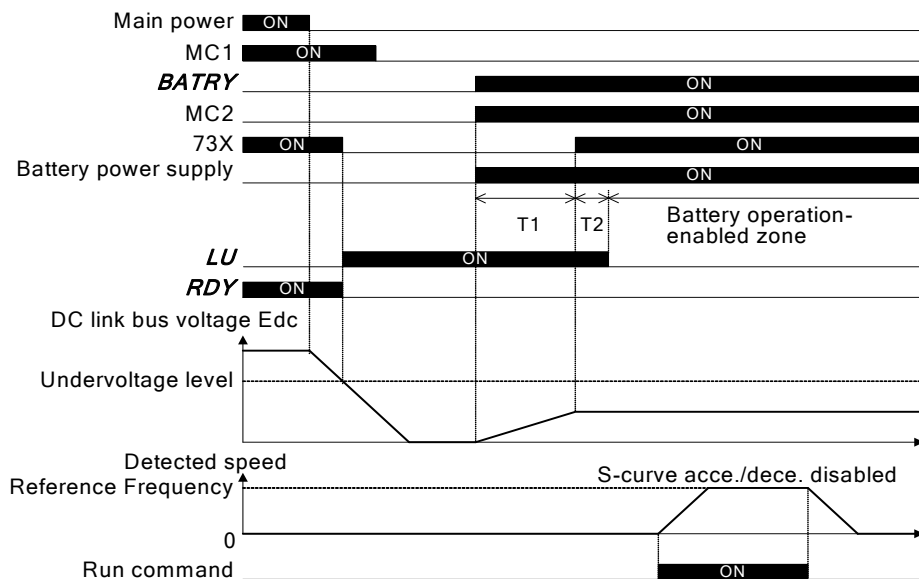 Main power ON
MC1 ON
BATRY ON
MC2 ON
73X ON ON
Battery power supply ON
T1 T2 Battery operation-
enabled zone
LU ON
RDY ON
DC link bus voltage Edc
Undervoltage level
Detected speed
Reference Frequency S-curve acce./dece. disabled
0
Run command ON